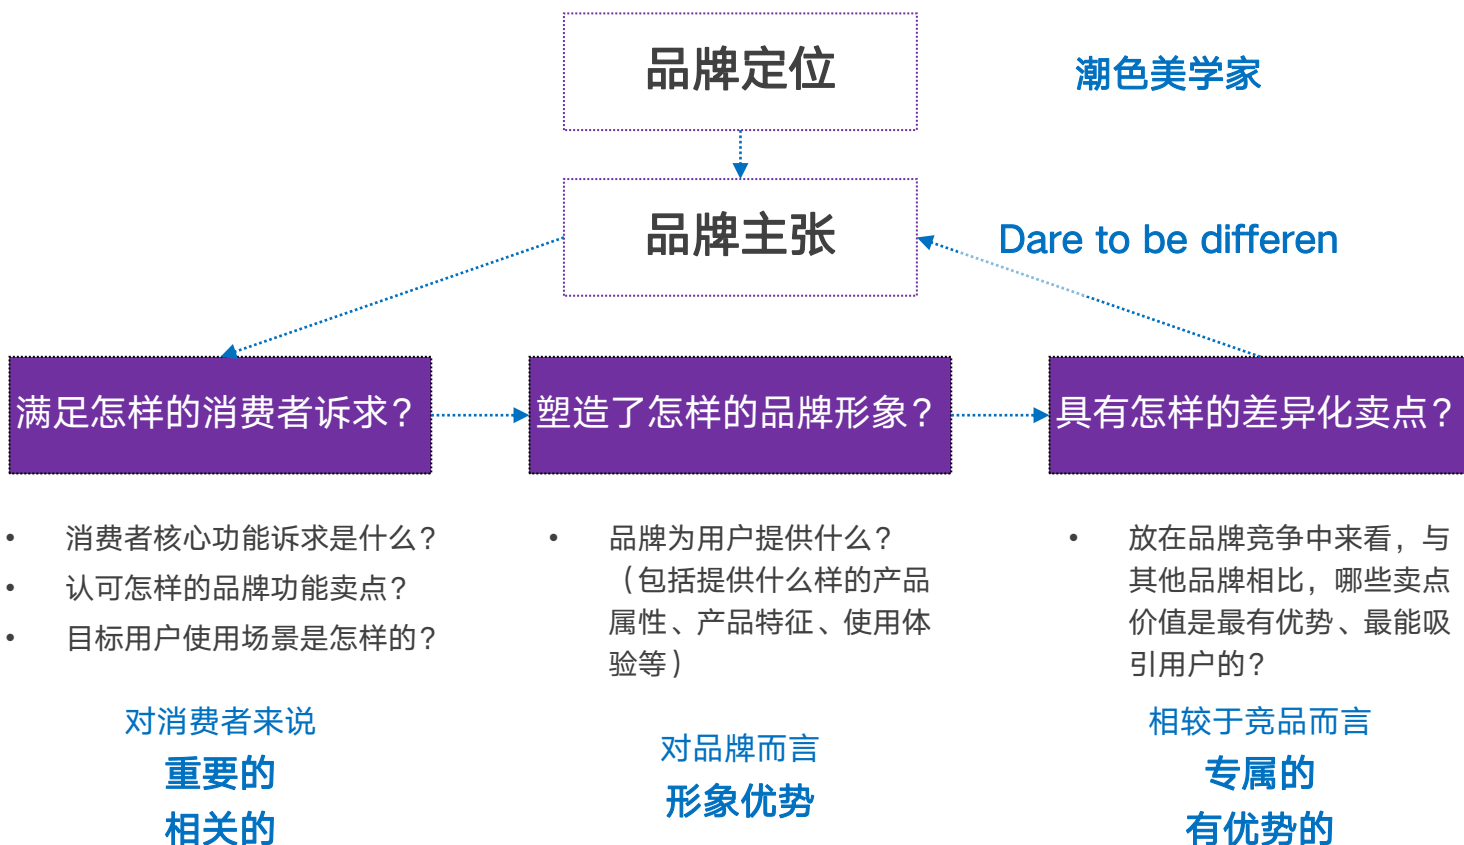 品牌定位
潮色美学家
品牌主张
Dare to be differen
满足怎样的消费者诉求？
塑造了怎样的品牌形象？
具有怎样的差异化卖点？
• 消费者核心功能诉求是什么？
• 认可怎样的品牌功能卖点？
• 目标用户使用场景是怎样的？
• 品牌为用户提供什么？
（包括提供什么样的产品
属性、产品特征、使用体
验等）
• 放在品牌竞争中来看，与
其他品牌相比，哪些卖点
价值是最有优势、最能吸
引用户的？
对消费者来说
重要的
相关的
对品牌而言
形象优势
相较于竞品而言
专属的
有优势的